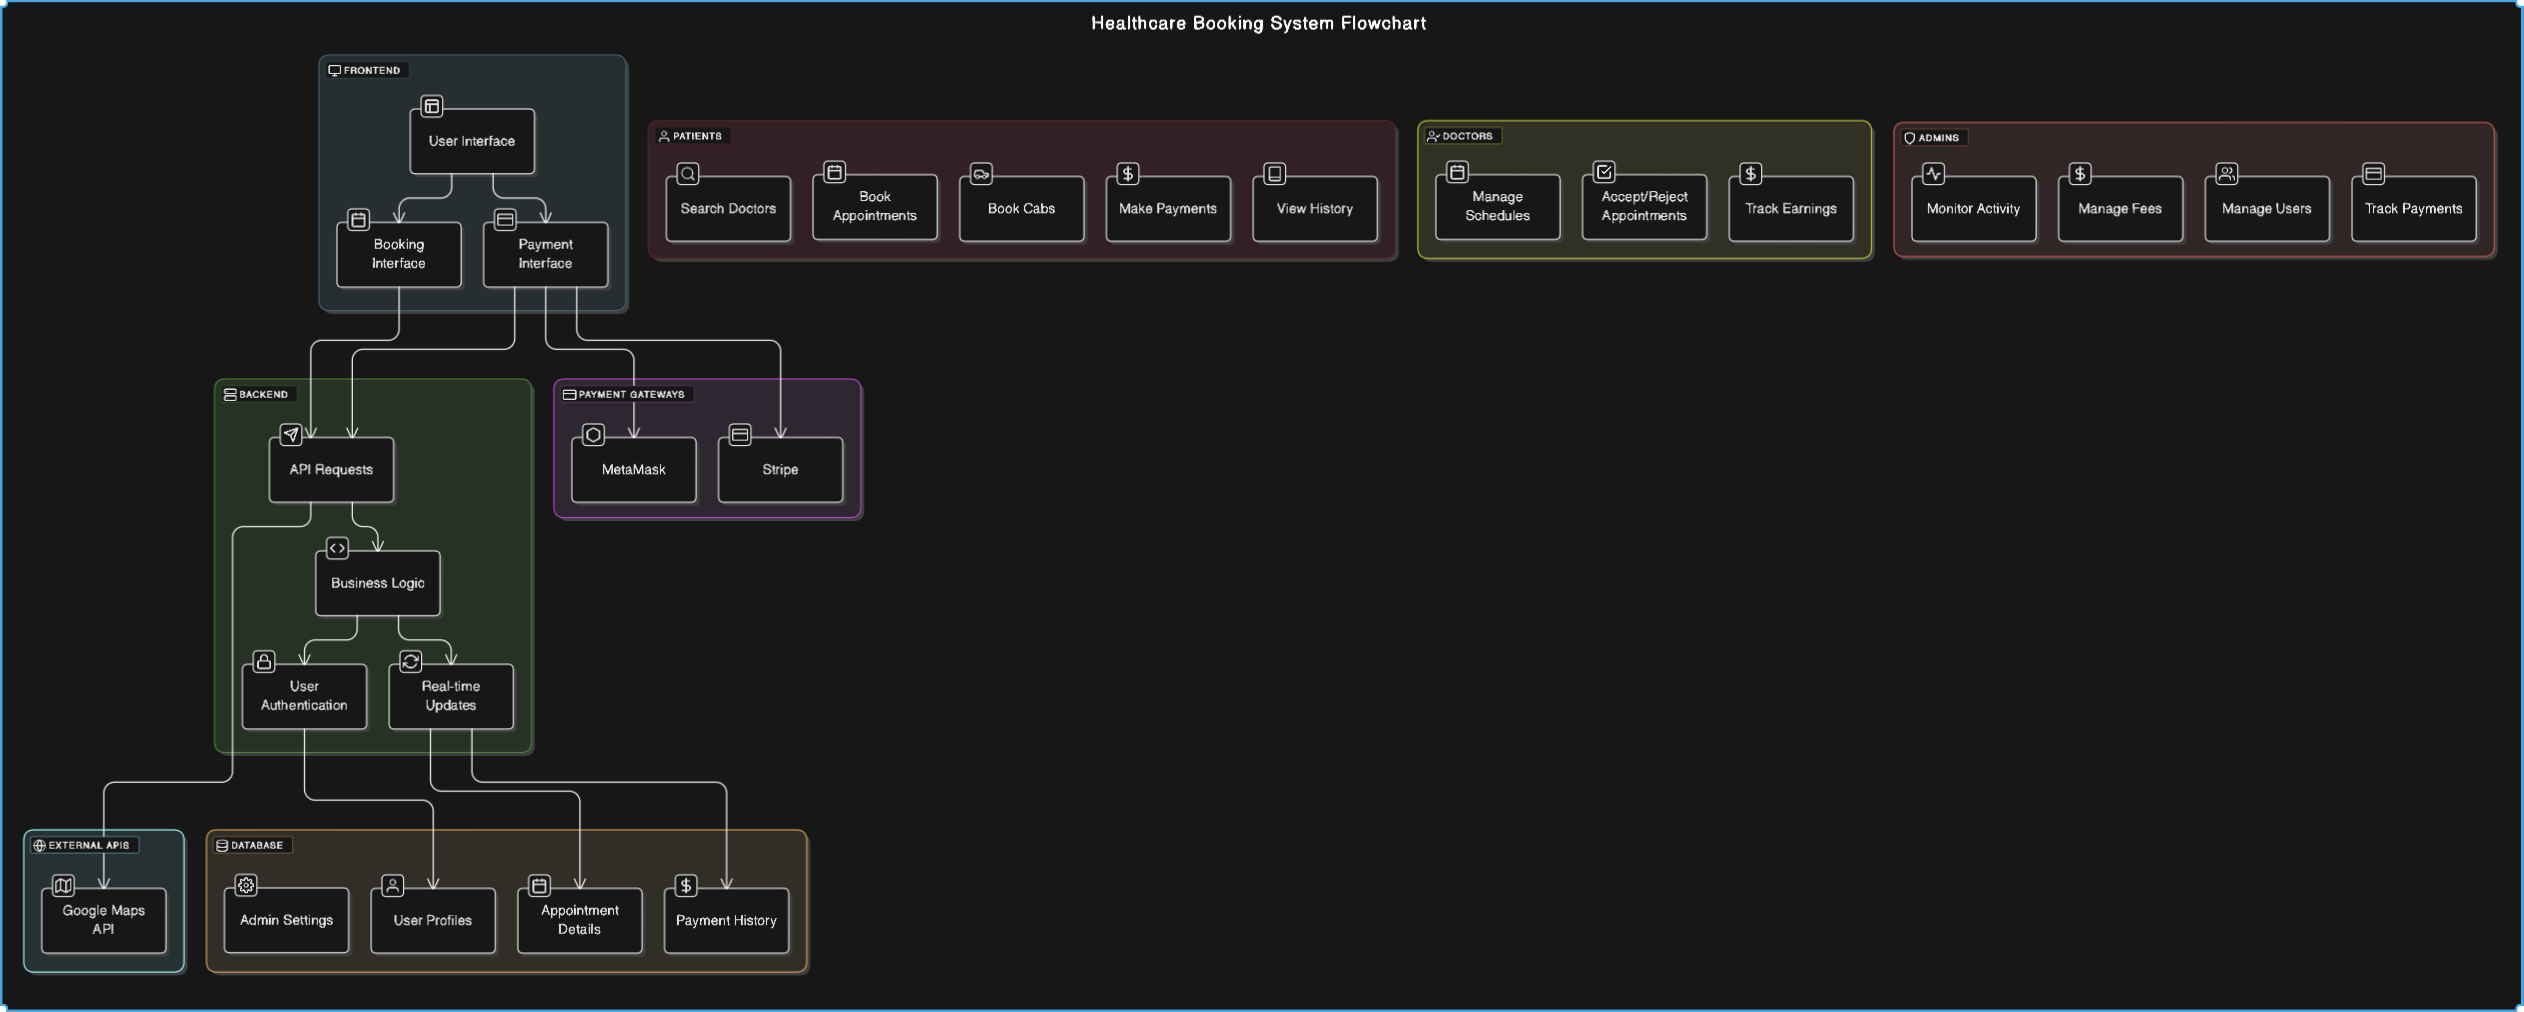 Healthcare Booking System Flowchart
FRONTEND
User Interface
Booking
Interface
Payment
Interface
PATIENTS
Search Doctors
Book
Appointments
Book Cabs
Make Payments
View History
DOCTORS
Manage
Schedules
Accept/Reject
Appointments
Track Earnings
ADMINS
Monitor Activity
Manage Fees
Manage Users
Track Payments
BACKEND
API Requests
Business Logic
User
Authentication
Real-time
Updates
PAYMENT GATEWAYS
MetaMask
Stripe
EXTERNAL APIS
Google Maps
API
DATABASE
Admin Settings
User Profiles
Appointment
Details
Payment History